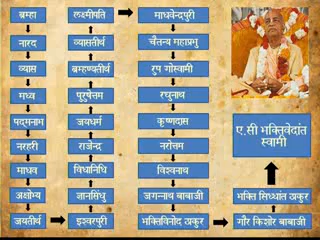 ब्रम्हा
नारद
व्यास
मध्व
पद्मनाभ
नरहरी
माधव
अक्षोभ्य
जयतीर्थ
ज्ञानसिंधु
विधानिधि
राजेन्द्र
जयधर्म
पुरुषेत्तम
ब्रम्हण्यतीर्थ
व्यासतीर्थ
लक्ष्मीपति
माधवेन्द्रपुरी
इश्वरपुरी
चैतन्य महाप्रभु
रुप गोस्वामी
रघुनाथ
कृष्णदास
नरोत्तम
विश्वनाथ
जगन्नाथ बाबाजी
भक्तिविनोद ठाकुर
गौर किशोर बाबाजी
भक्ति सिध्धांत ठाकुर
ए.सी भक्तिवेदांत
स्वामी